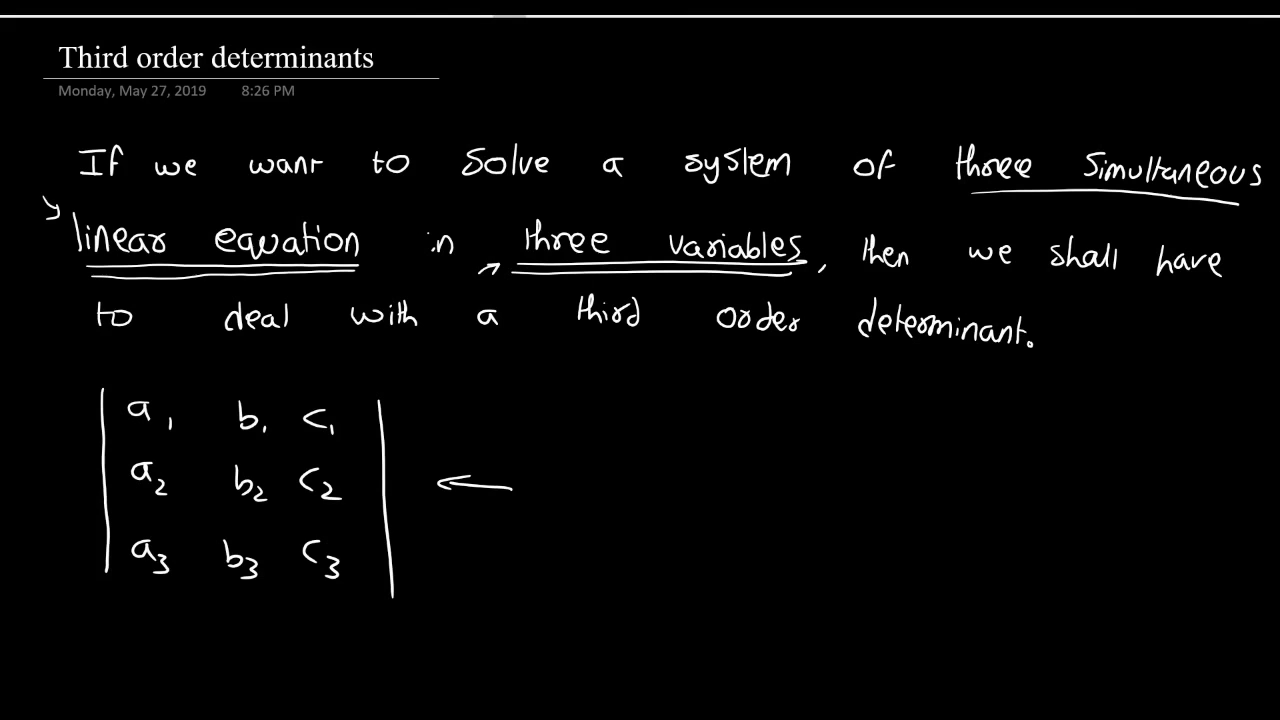 Third order determinants
Monday, May 27, 2019 8:26 PM
If we want to solve a system of three simultaneous
linear equation in three variables, then we shall have
to deal with a third order determinant.
a₁ b₁ c₁
a₂ b₂ c₂
a₃ b₃ c₃